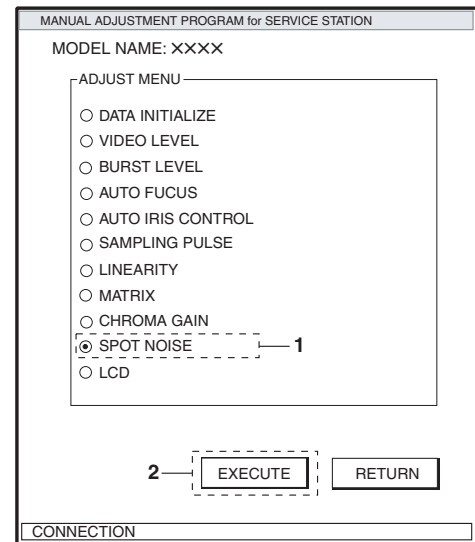 MANUAL ADJUSTMENT PROGRAM for SERVICE STATION
MODEL NAME: ××××
ADJUST MENU
DATA INITIALIZE
VIDEO LEVEL
BURST LEVEL
AUTO FUCUS
AUTO IRIS CONTROL
SAMPLING PULSE
LINEARITY
MATRIX
CHROMA GAIN
SPOT NOISE 1
LCD
2 EXECUTE RETURN
CONNECTION